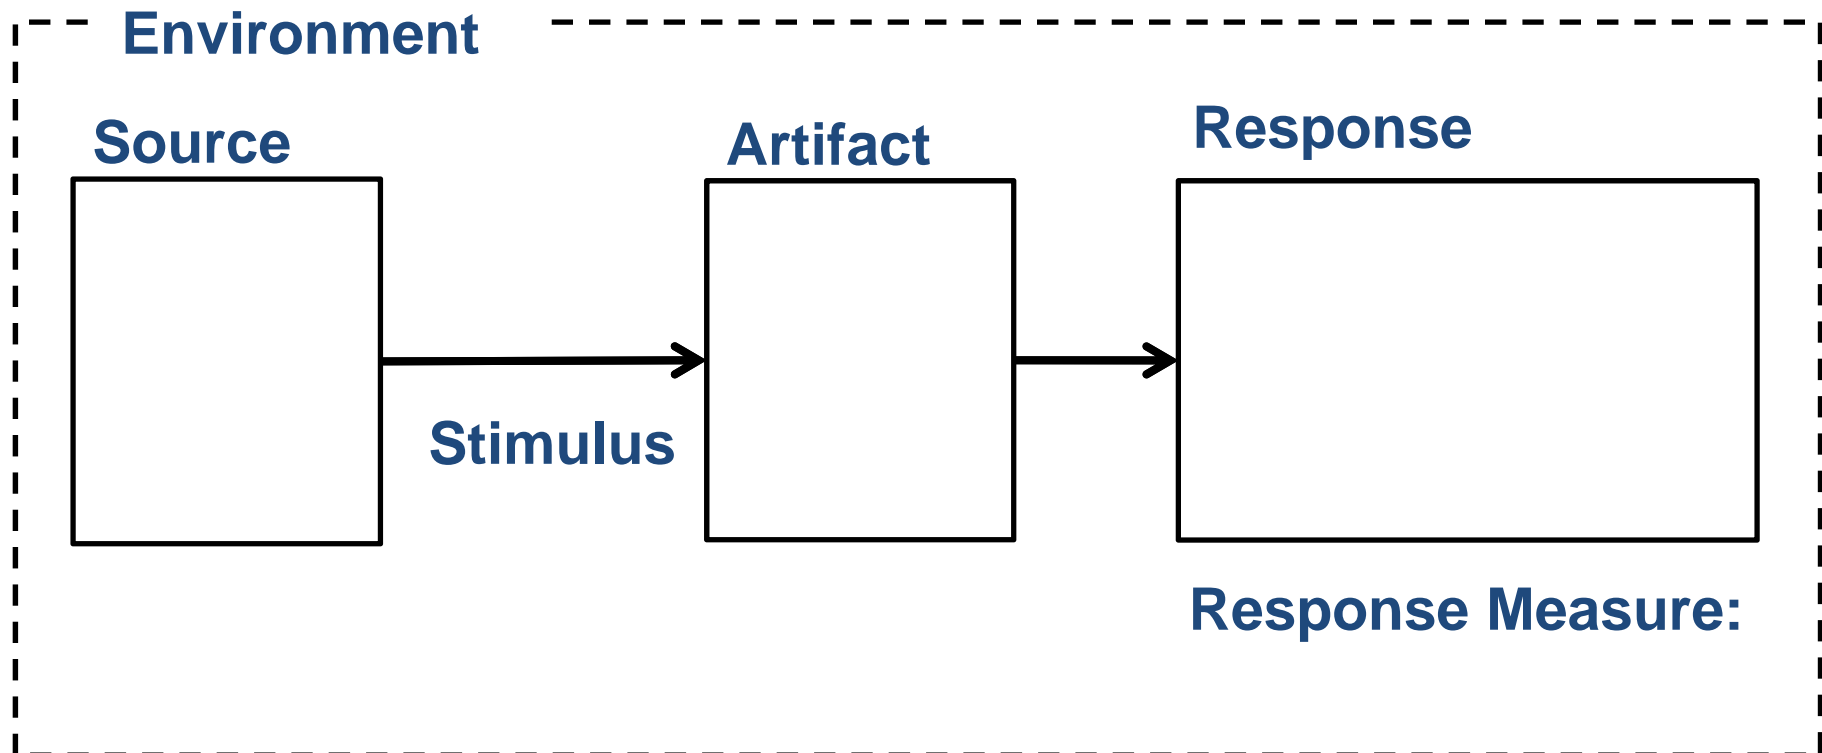 Environment
Source
Artifact
Response
Stimulus
Response Measure: